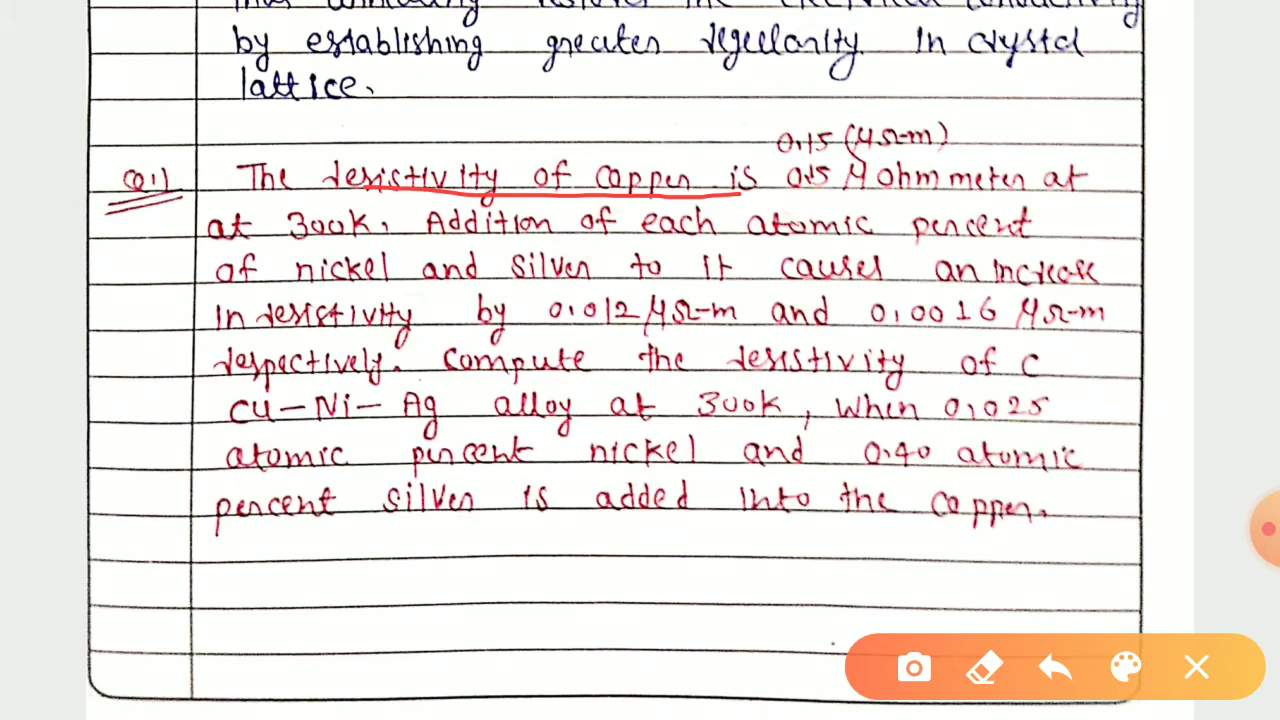 by establishing greater regularity in crystal
lattice.
0.15 (μΩ-m)
Q.1) The resistivity of copper is 0.15 μ ohm meter at
at 300K. Addition of each atomic percent
of nickel and silver to it causes an increase
in resistivity by 0.012 μΩ-m and 0.0016 μΩ-m
respectively. Compute the resistivity of C
Cu-Ni-Ag alloy at 300K, when 0.025
atomic percent nickel and 0.40 atomic
percent silver is added into the copper.